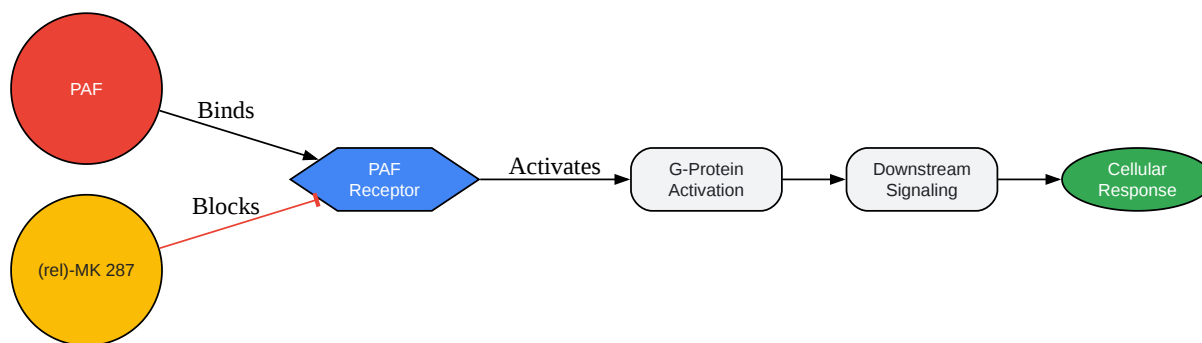 PAF
Binds
PAF
Receptor
Activates
G-Protein
Activation
Downstream
Signaling
Cellular
Response
Blocks
(rel)-MK 287